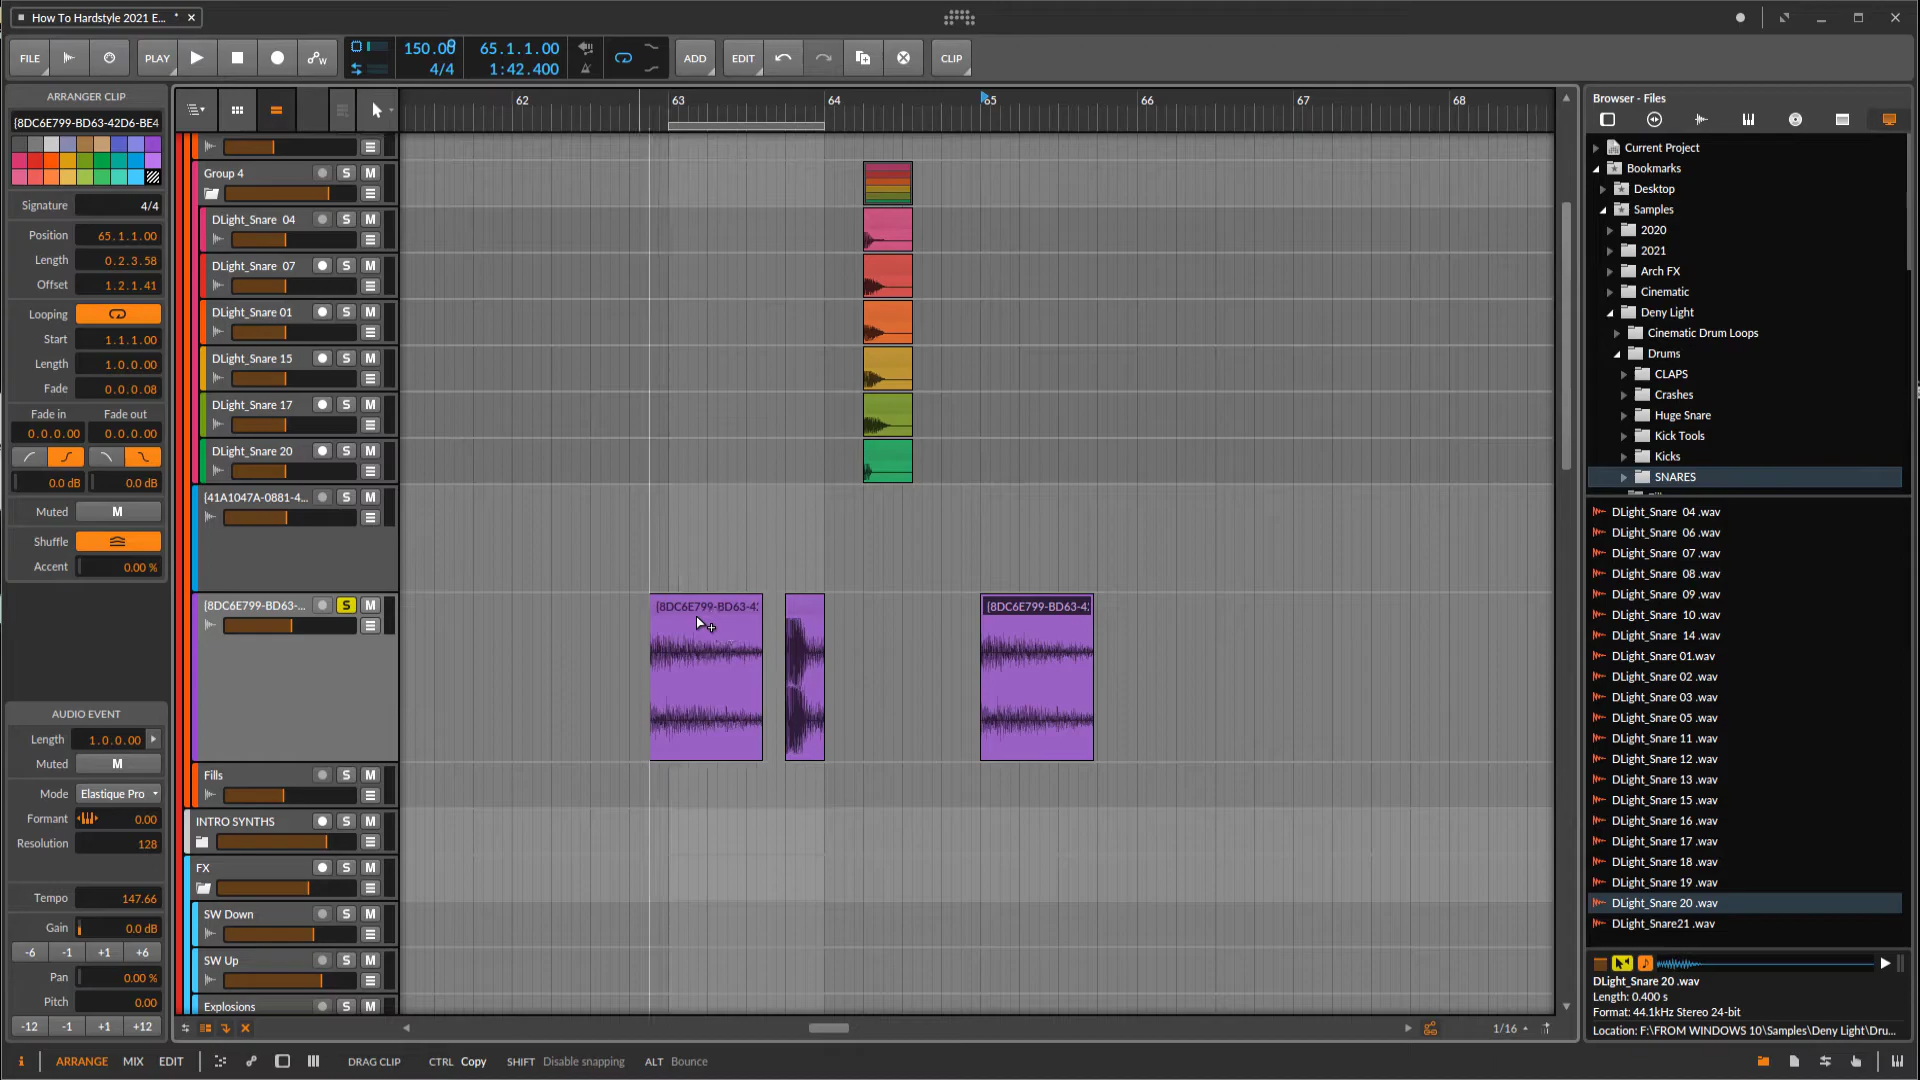 How To Hardstyle 2021 E... *
FILE
PLAY
150.00
4/4
65.1.1.00
1:42.400
ADD
EDIT
CLIP
ARRANGER CLIP
{8DC6E799-BD63-42D6-BE4
Signature 4/4
Position 65.1.1.00
Length 0.2.3.58
Offset 1.2.1.41
Looping
Start 1.1.1.00
Length 1.0.0.00
Fade 0.0.0.08
Fade in Fade out
0.0.0.00 0.0.0.00
0.0 dB 0.0 dB
Muted M
Shuffle
Accent 0.00 %
AUDIO EVENT
Length 1.0.0.00
Muted M
Mode Elastique Pro
Formant 0.00
Resolution 128
Tempo 147.66
Gain 0.0 dB
-6 -1 +1 +6
Pan 0.00 %
Pitch 0.00
-12 -1 +1 +12
62 63 64 65 66 67 68
Group 4 S M
DLight_Snare 04 S M
DLight_Snare 07 S M
DLight_Snare 01 S M
DLight_Snare 15 S M
DLight_Snare 17 S M
DLight_Snare 20 S M
{41A1047A-0881-4... S M
{8DC6E799-BD63-... S M
{8DC6E799-BD63-4:
{8DC6E799-BD63-4:
Fills S M
INTRO SYNTHS S M
FX S M
SW Down S M
SW Up S M
Explosions S M
1/16
Browser - Files
Current Project
Bookmarks
Desktop
Samples
2020
2021
Arch FX
Cinematic
Deny Light
Cinematic Drum Loops
Drums
CLAPS
Crashes
Huge Snare
Kick Tools
Kicks
SNARES
DLight_Snare 04 .wav
DLight_Snare 06 .wav
DLight_Snare 07 .wav
DLight_Snare 08 .wav
DLight_Snare 09 .wav
DLight_Snare 10 .wav
DLight_Snare 14 .wav
DLight_Snare 01.wav
DLight_Snare 02 .wav
DLight_Snare 03 .wav
DLight_Snare 05 .wav
DLight_Snare 11 .wav
DLight_Snare 12 .wav
DLight_Snare 13 .wav
DLight_Snare 15 .wav
DLight_Snare 16 .wav
DLight_Snare 17 .wav
DLight_Snare 18 .wav
DLight_Snare 19 .wav
DLight_Snare 20 .wav
DLight_Snare21 .wav
DLight_Snare 20 .wav
Length: 0.400 s
Format: 44.1kHz Stereo 24-bit
Location: F:\FROM WINDOWS 10\Samples\Deny Light\Dru...
i ARRANGE MIX EDIT
DRAG CLIP CTRL Copy SHIFT Disable snapping ALT Bounce